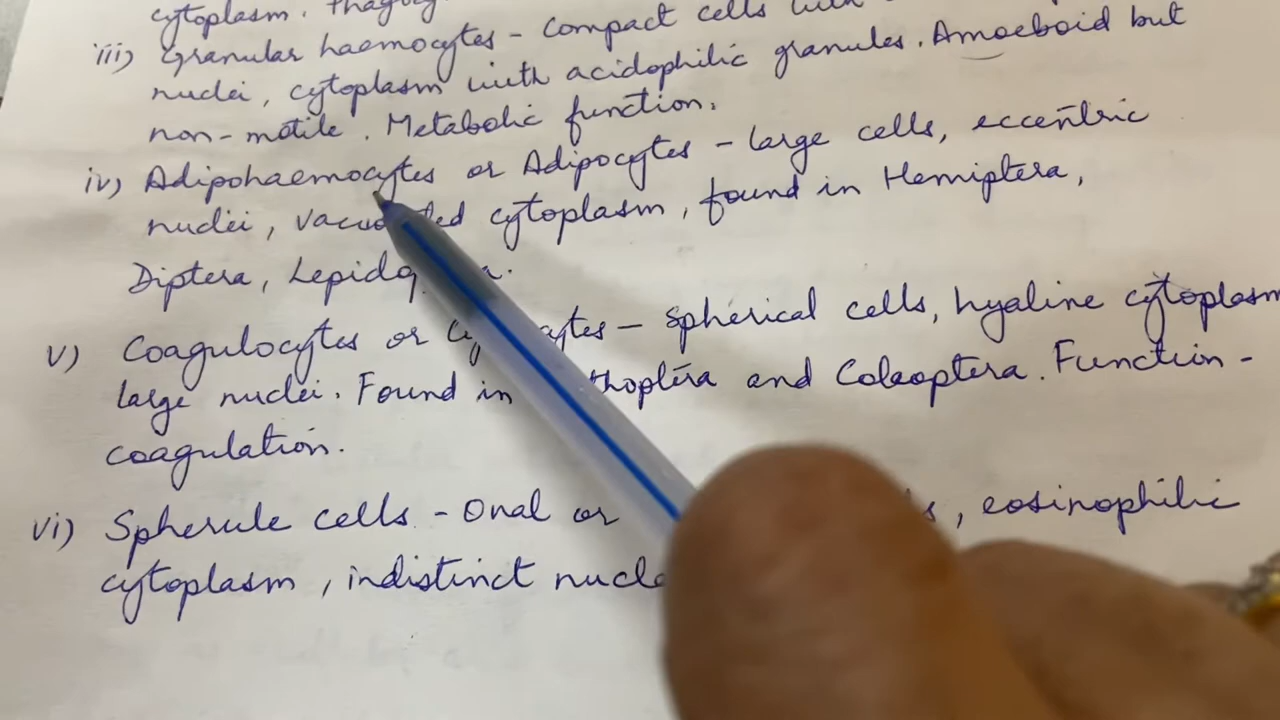 cytoplasm.
iii) Granular haemocytes - Compact cells with
nuclei, cytoplasm with acidophilic granules. Amoeboid but
non-motile. Metabolic function.
iv) Adipohaemocytes or Adipocytes - large cells, eccentric
nuclei, cytoplasm, found in Hemiptera,
Diptera,
v) Coagulocytes or - Spherical cells, hyaline cytoplasm
large nuclei. Found in and Coleoptera. Function -
coagulation.
vi) Spherule cells - Oval or , eosinophilic
cytoplasm, indistinct